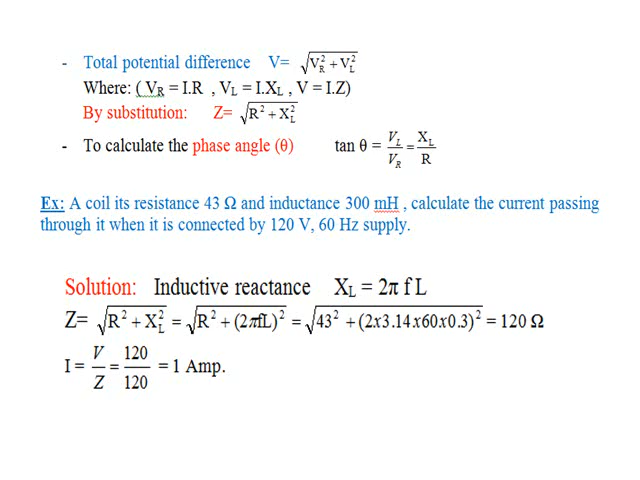 - Total potential difference V= √(V_R² + V_L²)
Where: ( V_R = I.R , V_L = I.X_L , V = I.Z)
By substitution: Z= √(R² + X_L²)
- To calculate the phase angle (θ) tan θ = V_L/V_R = X_L/R
Ex: A coil its resistance 43 Ω and inductance 300 mH , calculate the current passing
through it when it is connected by 120 V, 60 Hz supply.
Solution: Inductive reactance X_L = 2π f L
Z= √(R² + X_L²) = √(R² + (2πfL)²) = √(43² + (2x3.14x60x0.3)²) = 120 Ω
I = V/Z = 120/120 = 1 Amp.